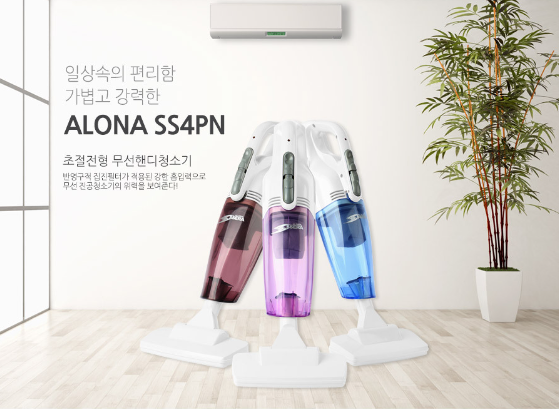 일상속의 편리함
가볍고 강력한
ALONA SS4PN
초절전형 무선핸디청소기
반영구적 집진필터가 적용된 강한 흡입력으로
무선 진공청소기의 위력을 보여준다!